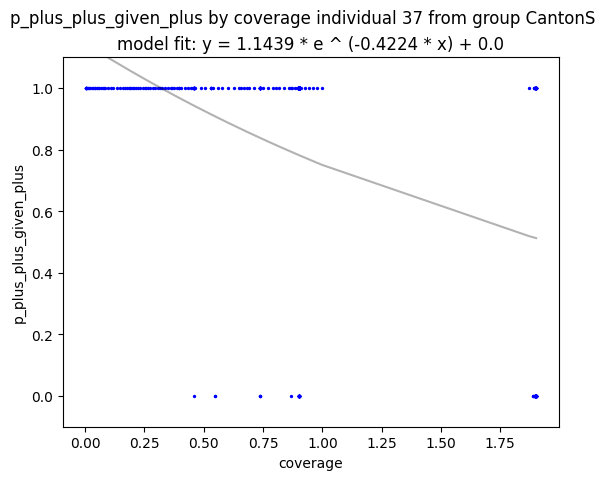 p_plus_plus_given_plus by coverage individual 37 from group CantonS
model fit: y = 1.1439 * e ^ (-0.4224 * x) + 0.0
1.0
0.8
0.6
0.4
0.2
0.0
p_plus_plus_given_plus
0.00 0.25 0.50 0.75 1.00 1.25 1.50 1.75
coverage